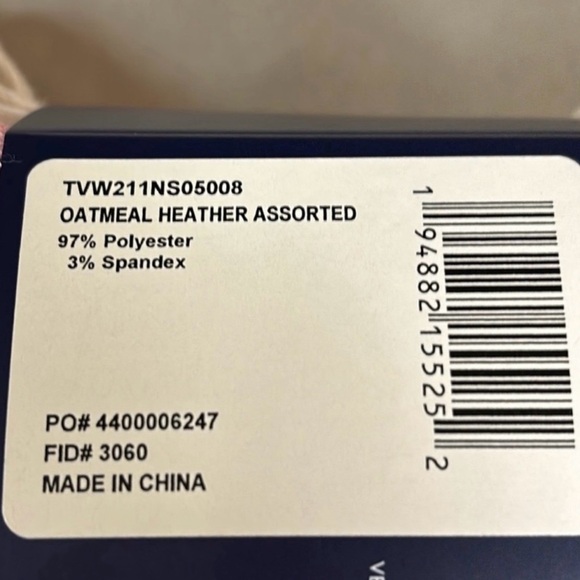 TVW211NS05008
OATMEAL HEATHER ASSORTED
97% Polyester
3% Spandex
PO# 4400006247
FID# 3060
MADE IN CHINA
1 94882 15525 2